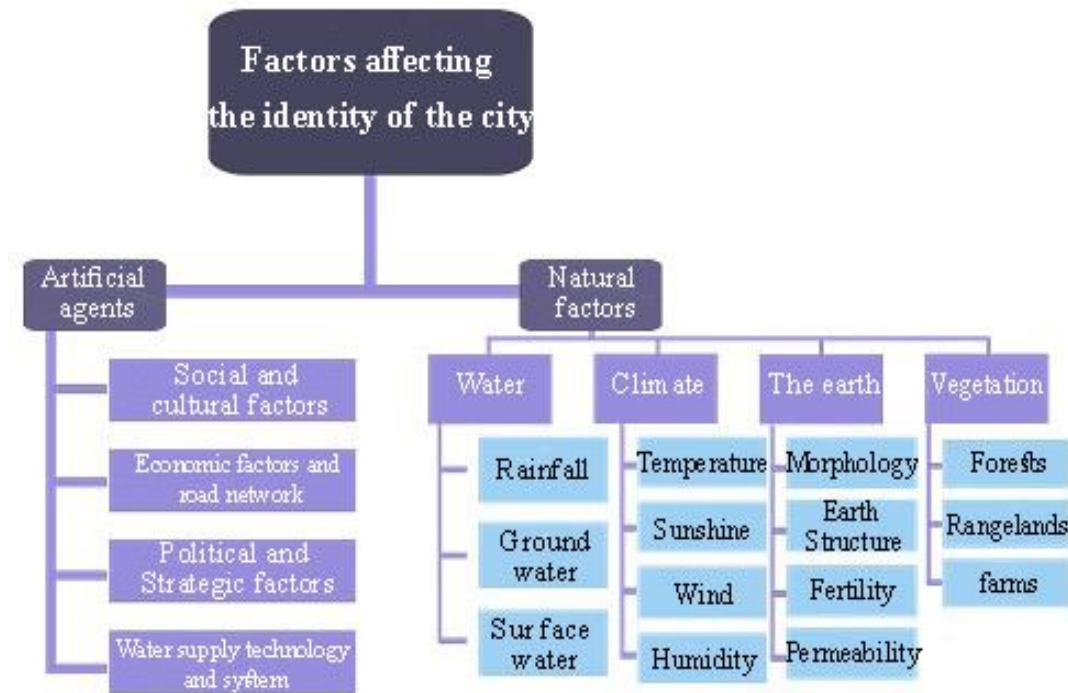 Factors affecting
the identity of the city
Artificial
agents
Natural
factors
Social and
cultural factors
Economic factors and
road network
Political and
Strategic factors
Water supply technology
and system
Water
Rainfall
Ground
water
Surface
water
Climate
Temperature
Sunshine
Wind
Humidity
The earth
Morphology
Earth
Structure
Fertility
Permeability
Vegetation
Forests
Rangelands
farms